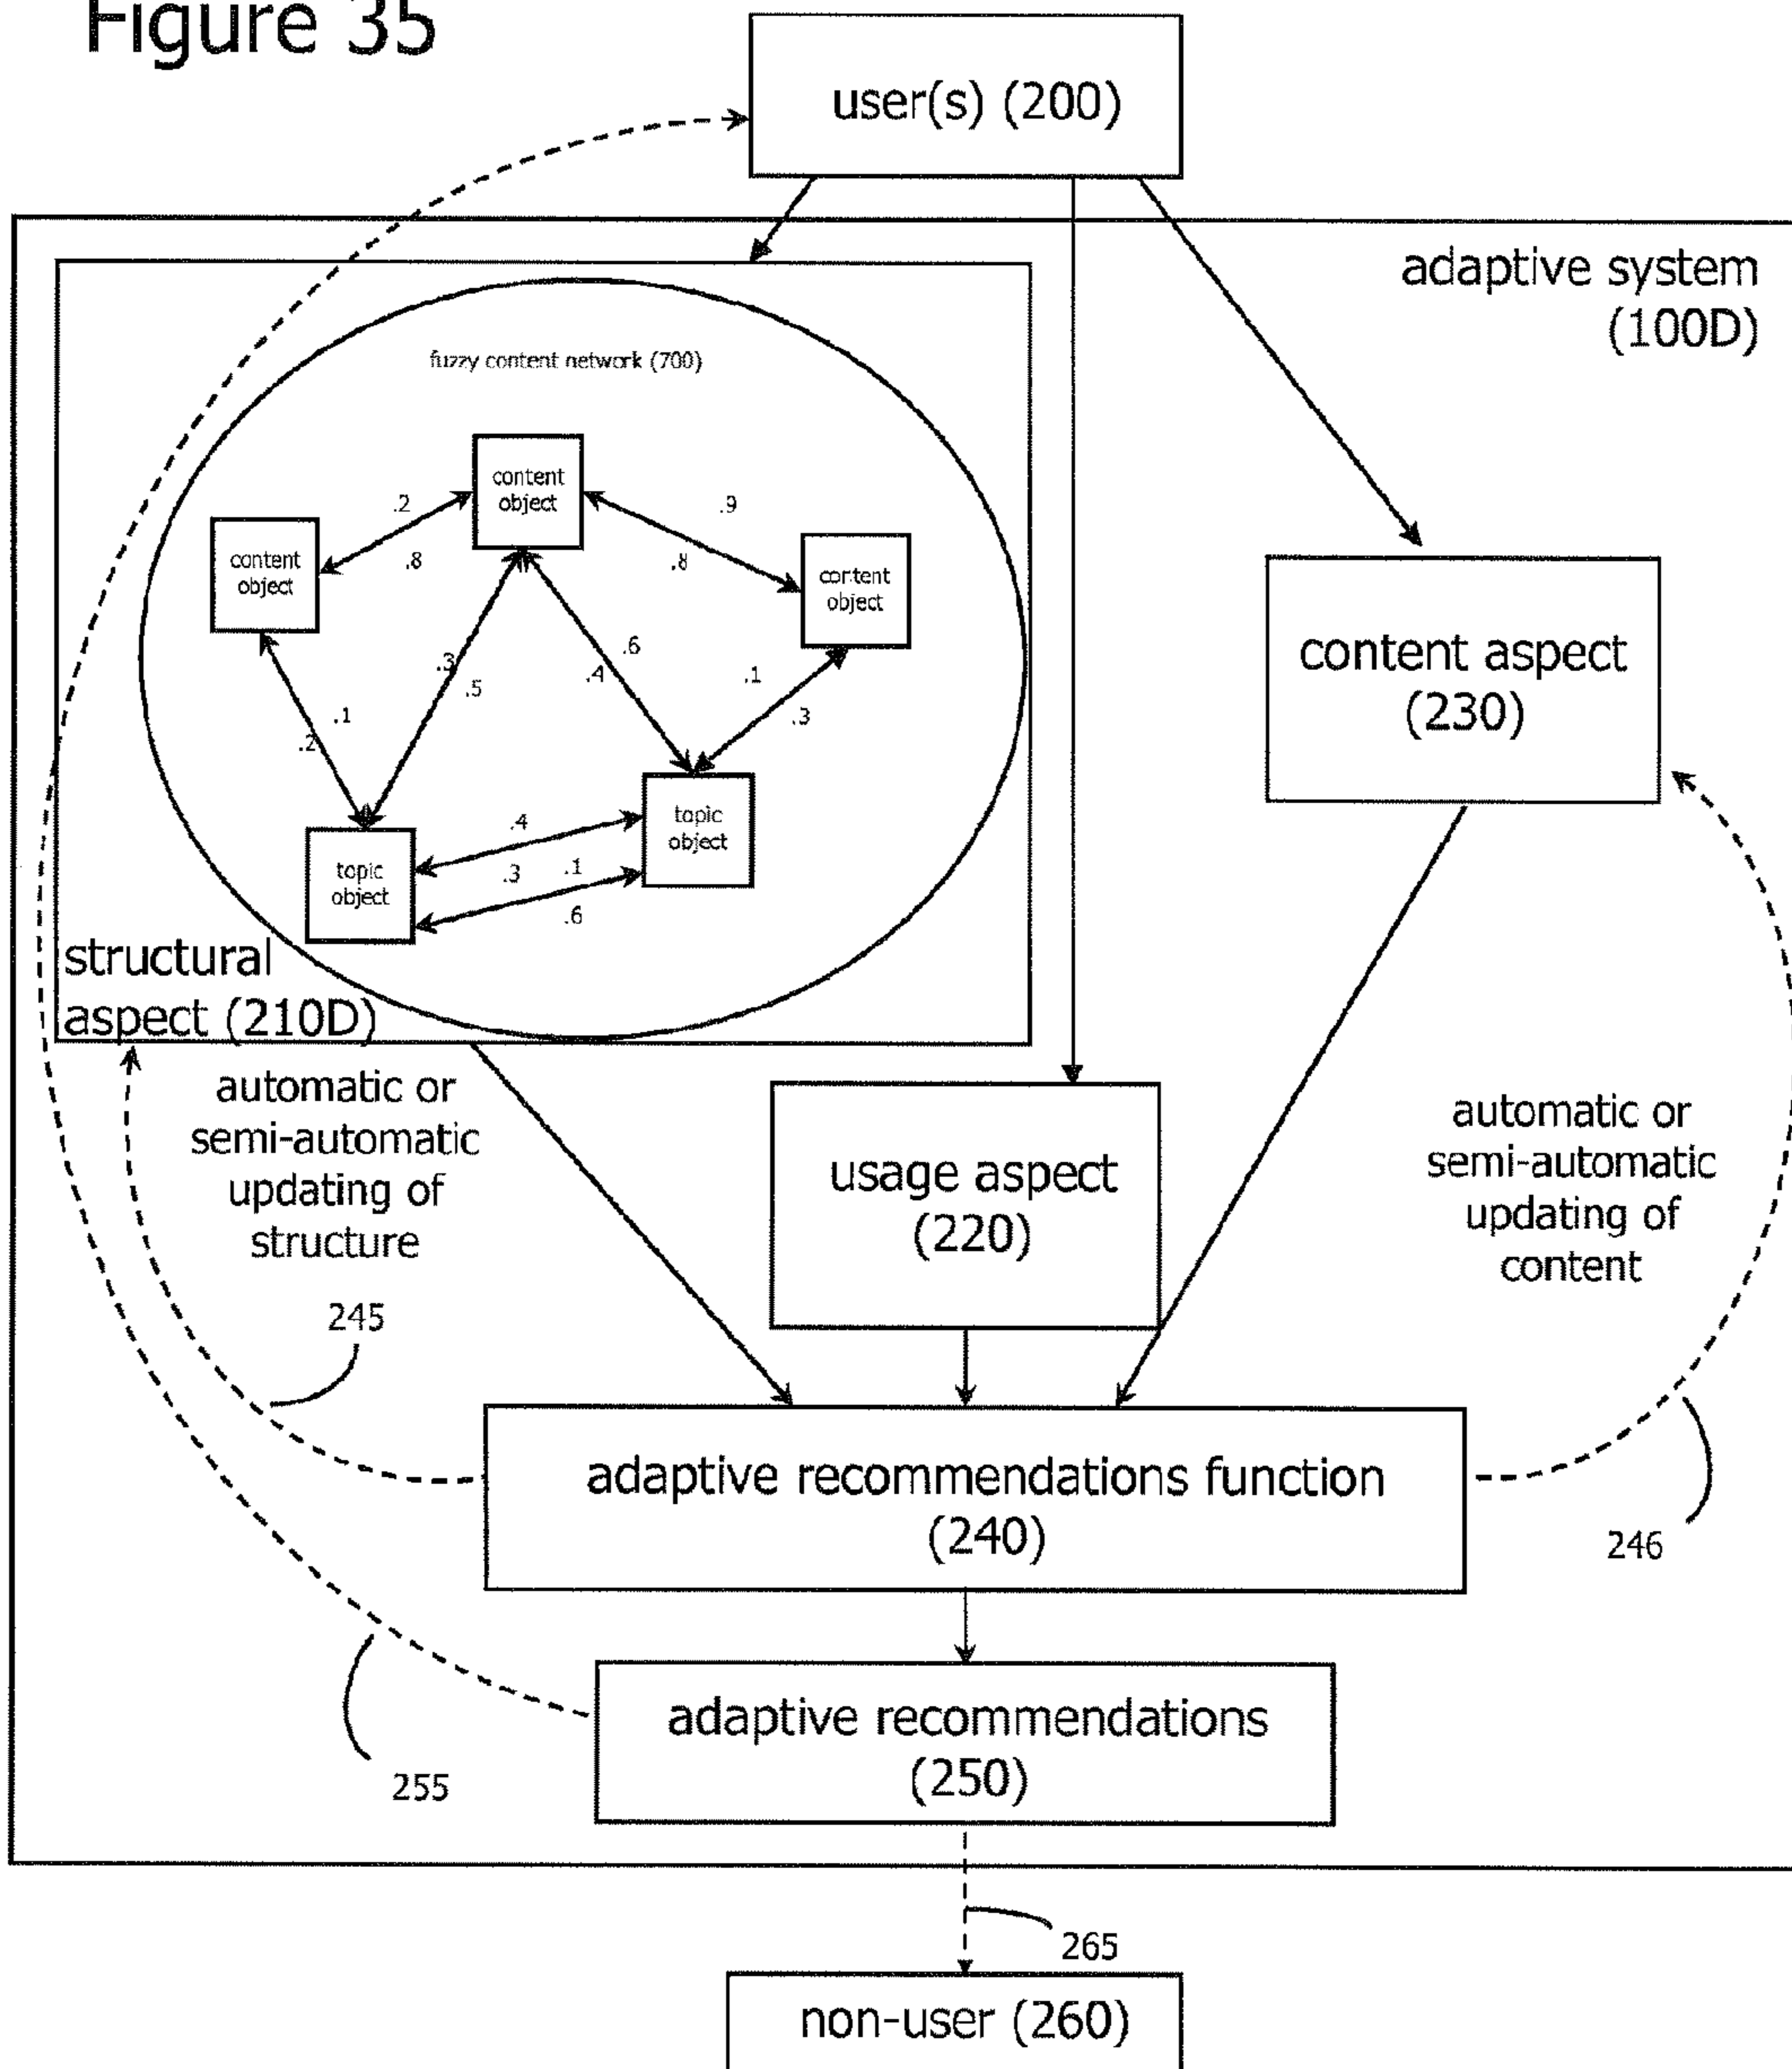 Figure 35
user(s) (200)
adaptive system
(100D)
fuzzy content network (700)
content
object
.2
.9
content
object
.8
.8
content
object
.6
.3
.4
.1
.5
.1
.3
.2
content aspect
(230)
topic
object
.4
topic
object
.3
.1
.6
structural
aspect (210D)
automatic or
semi-automatic
updating of
structure
automatic or
semi-automatic
updating of
content
usage aspect
(220)
245
adaptive recommendations function
(240)
246
adaptive recommendations
(250)
255
265
non-user (260)